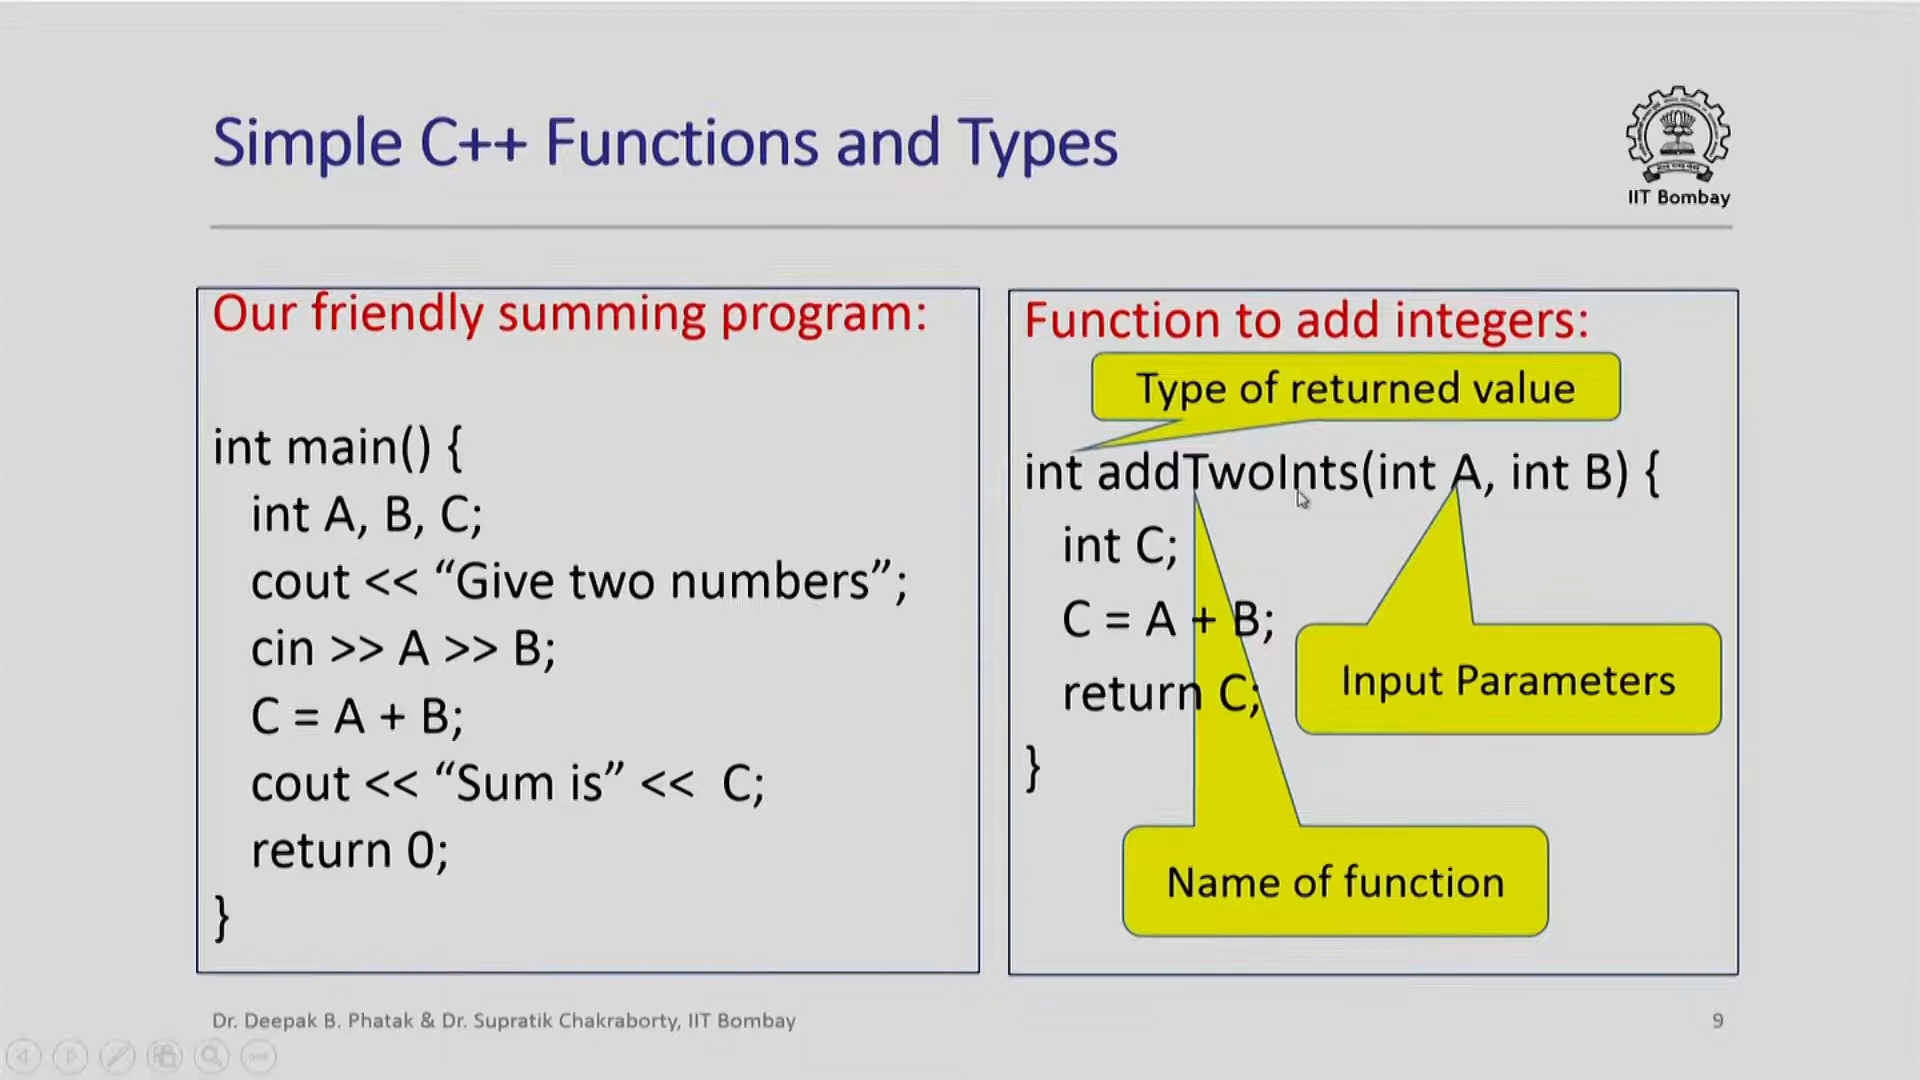 Simple C++ Functions and Types
IIT Bombay
Our friendly summing program:
int main() {
int A, B, C;
cout << “Give two numbers”;
cin >> A >> B;
C = A + B;
cout << “Sum is” << C;
return 0;
}
Function to add integers:
Type of returned value
int addTwoInts(int A, int B) {
int C;
C = A + B;
return C;
}
Input Parameters
Name of function
Dr. Deepak B. Phatak & Dr. Supratik Chakraborty, IIT Bombay
9